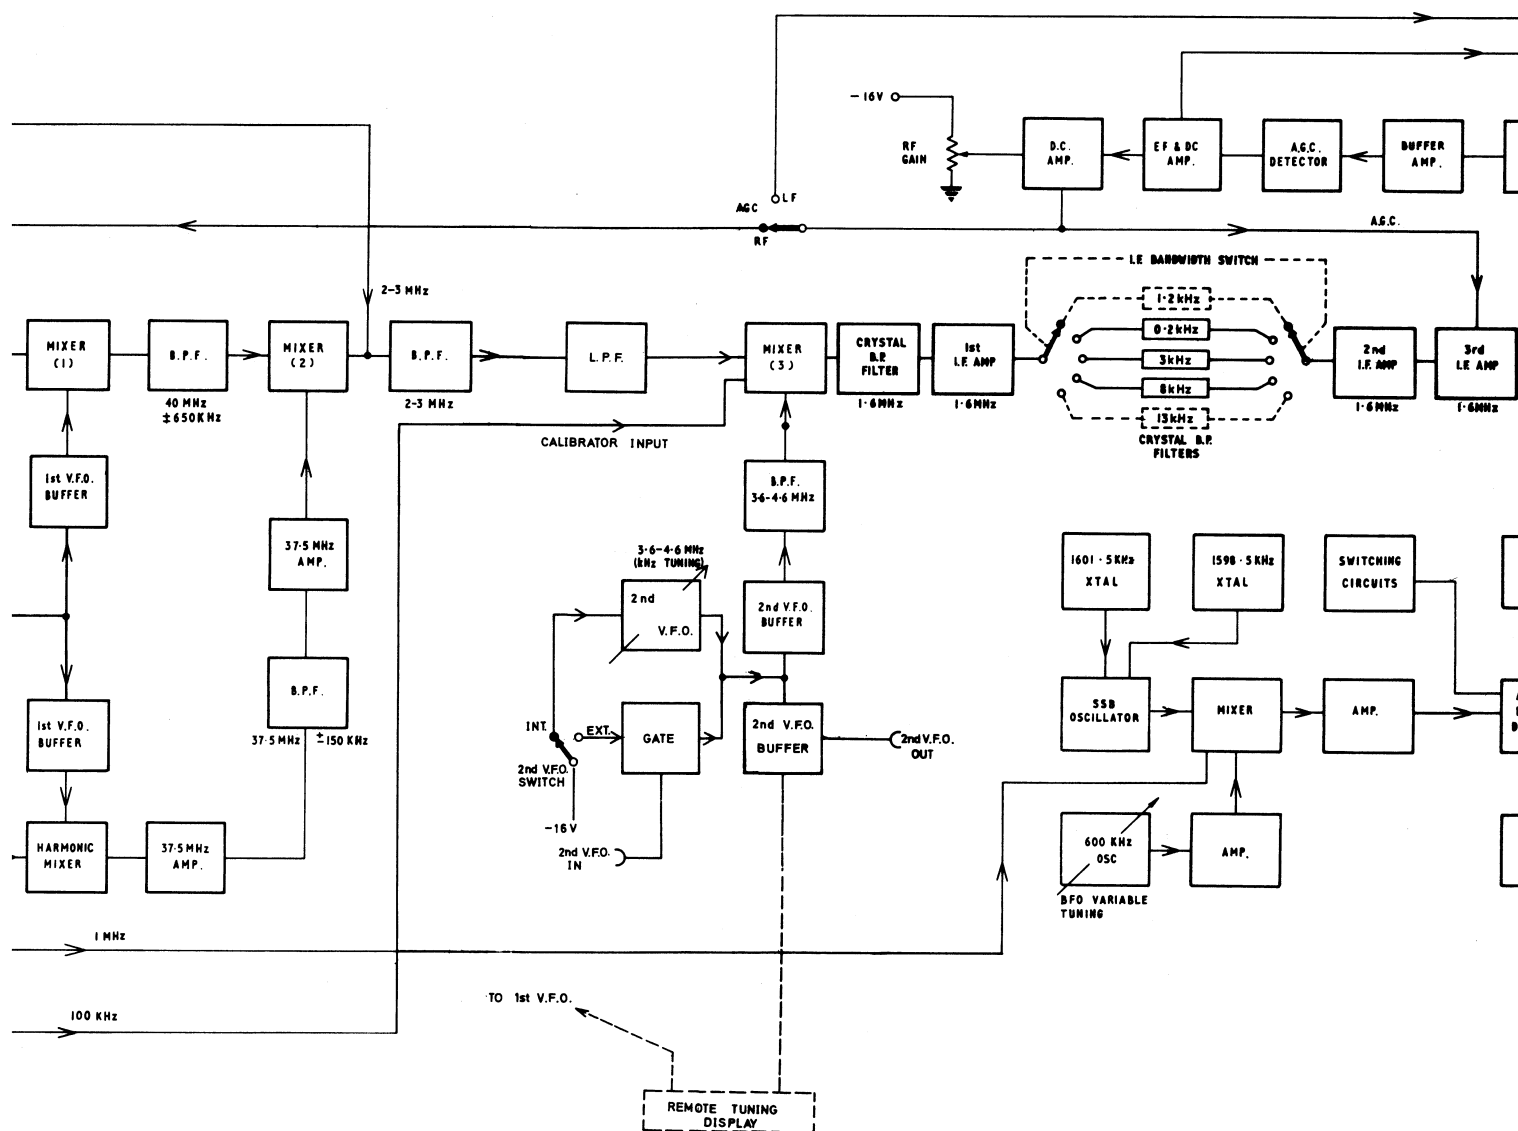 -16V
RF
GAIN
D.C.
AMP.
EF & DC
AMP.
A.G.C.
DETECTOR
BUFFER
AMP.
AGC
LF
RF
A.G.C.
I.F. BANDWIDTH SWITCH
2-3 MHz
1·2kHz
0·2kHz
3kHz
8kHz
13kHz
CRYSTAL B.P.
FILTERS
MIXER
(1)
B.P.F.
40 MHz
±650KHz
MIXER
(2)
B.P.F.
2-3 MHz
L.P.F.
MIXER
(3)
CRYSTAL
B.P.
FILTER
1·6MHz
1st
I.F. AMP
1·6MHz
2nd
I.F. AMP
1·6MHz
3rd
I.F. AMP
1·6MHz
CALIBRATOR INPUT
1st V.F.O.
BUFFER
37·5 MHz
AMP.
B.P.F.
3·6-4·6 MHz
3·6-4·6 MHz
(kHz TUNING)
2nd
V.F.O.
2nd V.F.O.
BUFFER
1601·5KHz
XTAL
1598·5KHz
XTAL
SWITCHING
CIRCUITS
B.P.F.
37·5MHz ±150KHz
1st V.F.O.
BUFFER
INT.
EXT.
2nd V.F.O.
SWITCH
-16V
GATE
2nd V.F.O.
BUFFER
2nd V.F.O.
OUT
2nd V.F.O.
IN
SSB
OSCILLATOR
MIXER
AMP.
HARMONIC
MIXER
37·5MHz
AMP.
600 KHz
OSC
AMP.
BFO VARIABLE
TUNING
1 MHz
100 KHz
TO 1st V.F.O.
REMOTE TUNING
DISPLAY